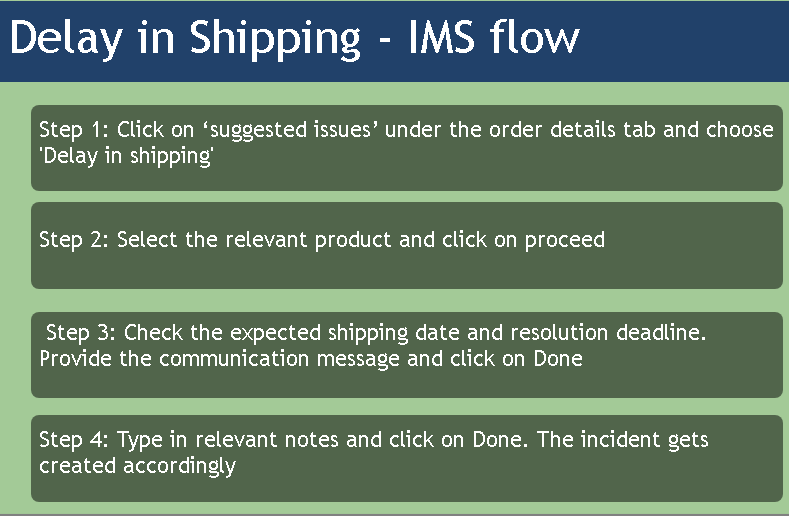 Delay in Shipping - IMS flow
Step 1: Click on ‘suggested issues’ under the order details tab and choose
'Delay in shipping'
Step 2: Select the relevant product and click on proceed
Step 3: Check the expected shipping date and resolution deadline.
Provide the communication message and click on Done
Step 4: Type in relevant notes and click on Done. The incident gets
created accordingly